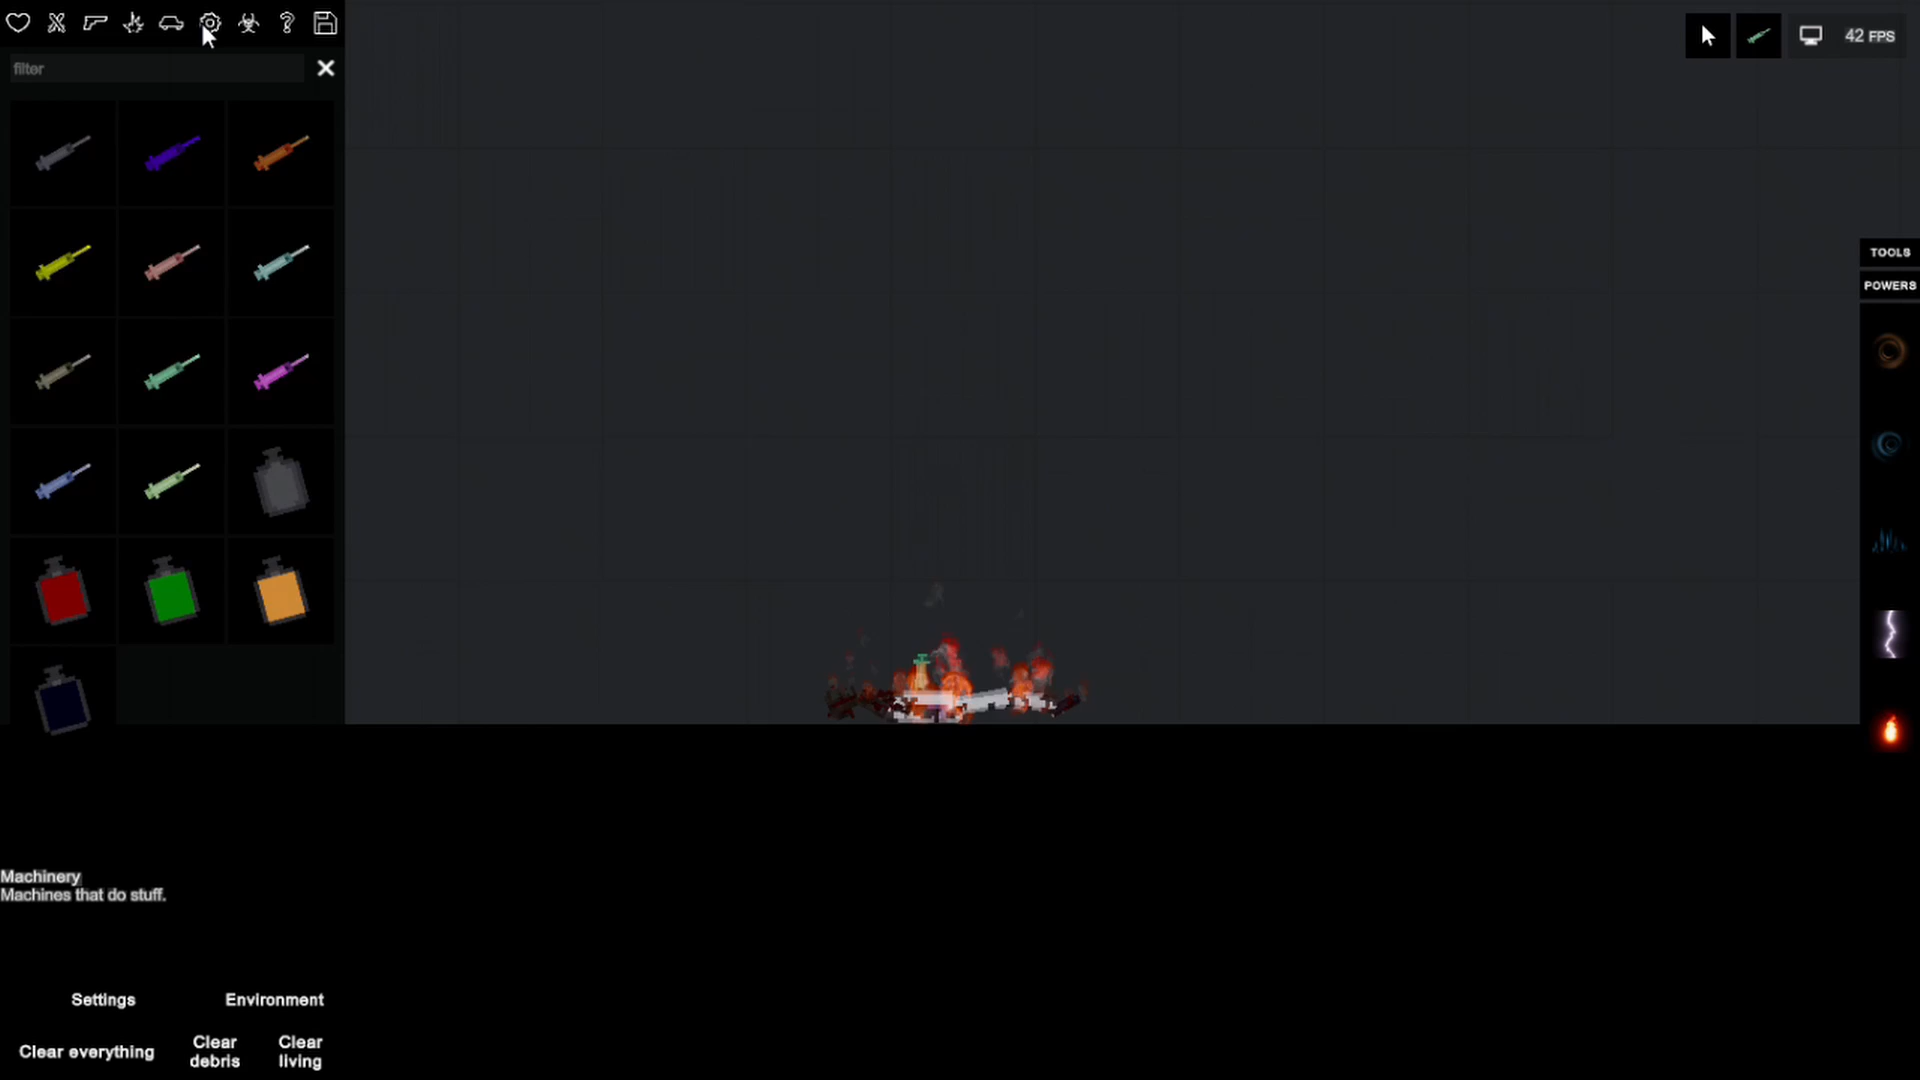 filter
42 FPS
TOOLS
POWERS
Machinery
Machines that do stuff.
Settings
Environment
Clear everything
Clear
debris
Clear
living